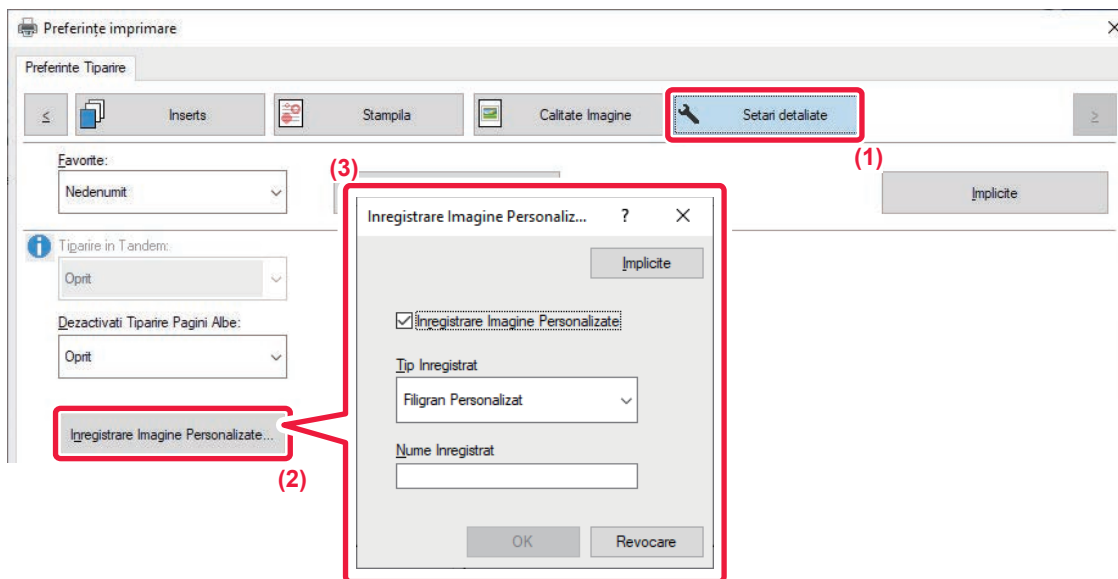 Preferințe imprimare
Preferinte Tiparire
< Inserts Stampila Calitate Imagine Setari detaliate >
(1)
Favorite:
Nedenumit
Implicite
(3)
Inregistrare Imagine Personaliz... ?
Implicite
Tiparire in Tandem:
Oprit
Inregistrare Imagine Personalizate
Dezactivati Tiparire Pagini Albe:
Oprit
Tip Inregistrat
Filigran Personalizat
Inregistrare Imagine Personalizate...
(2)
Nume Inregistrat
OK Revocare